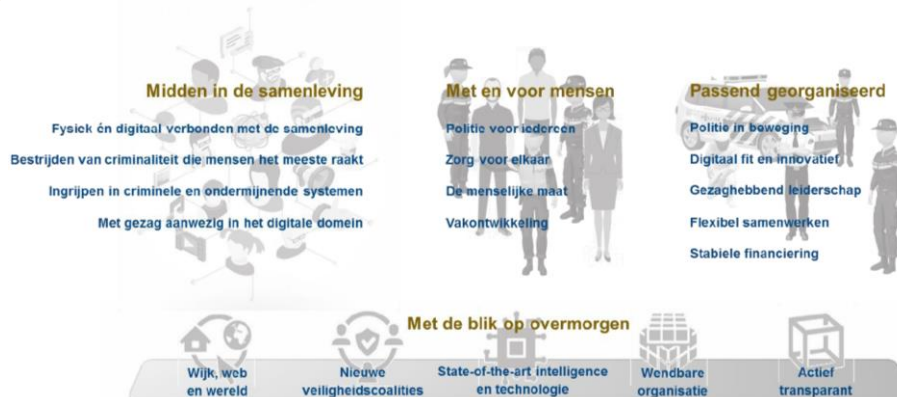 Midden in de samenleving
Fysiek én digitaal verbonden met de samenleving
Bestrijden van criminaliteit die mensen het meeste raakt
Ingrijpen in criminele en ondermijnende systemen
Met gezag aanwezig in het digitale domein
Met en voor mensen
Politie voor iedereen
Zorg voor elkaar
De menselijke maat
Vakontwikkeling
Passend georganiseerd
Politie in beweging
Digitaal fit en innovatief
Gezaghebbend leiderschap
Flexibel samenwerken
Stabiele financiering
Met de blik op overmorgen
Wijk, web
en wereld
Nieuwe
veiligheidscoalities
State-of-the-art intelligence
en technologie
Wendbare
organisatie
Actief
transparant